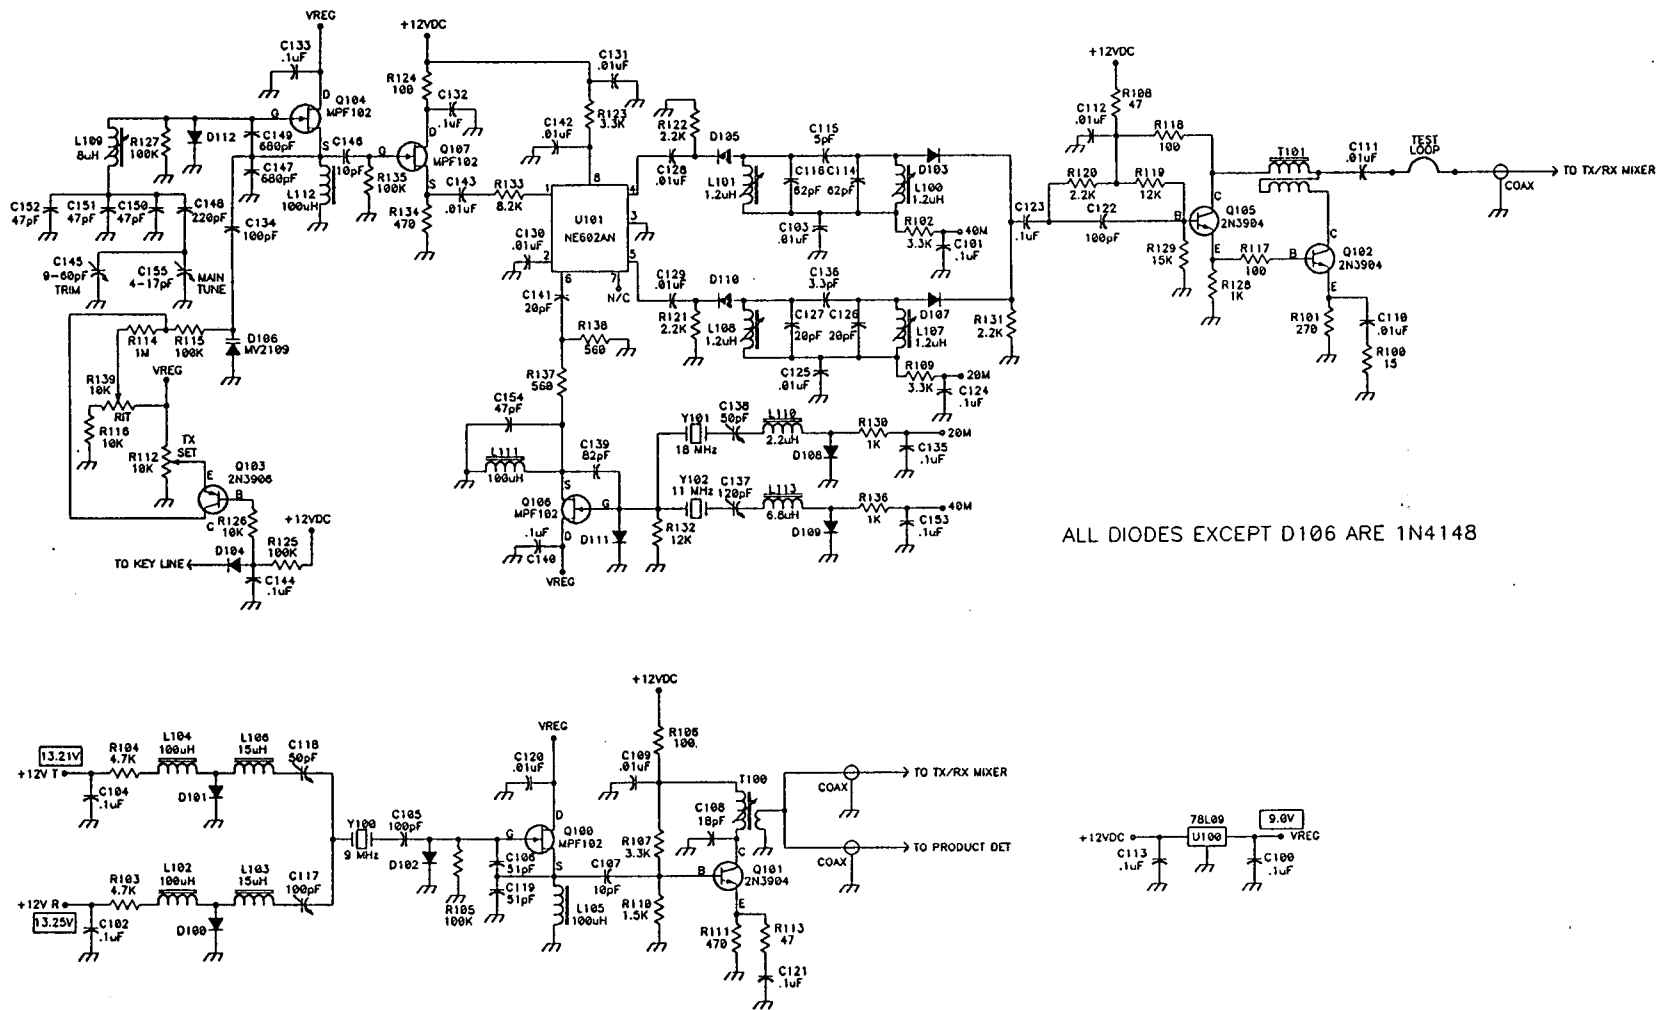 VREG
+12VDC
C133
.1uF
R124
100
C132
.1uF
C131
.01uF
R123
3.3K
C142
.01uF
D
Q104
MPF102
G
S
L109
8uH
R127
100K
D112
C149
680pF
C147
680pF
C146
10pF
L112
100uH
G
D
Q107
MPF102
S
R135
100K
R134
470
C143
.01uF
R133
8.2K
C130
.01uF
1
8
4
3
5
2
6
7
U101
NE602AN
N/C
C152
47pF
C151
47pF
C150
47pF
C148
220pF
C134
100pF
C145
9-60pF
TRIM
C155
4-17pF
MAIN
TUNE
R114
1M
R115
100K
D106
MV2109
VREG
R139
10K
RIT
R116
10K
TX
SET
R112
10K
Q103
2N3906
E
B
C
R126
10K
+12VDC
R125
100K
D104
TO KEY LINE
C144
.1uF
R122
2.2K
D105
C128
.01uF
L101
1.2uH
C115
5pF
C116
62pF
C114
62pF
D103
L100
1.2uH
C103
.01uF
R102
3.3K
40M
C101
.1uF
C129
.01uF
D110
R121
2.2K
L108
1.2uH
C136
3.3pF
C127
20pF
C126
20pF
D107
L107
1.2uH
C125
.01uF
R109
3.3K
20M
C124
.1uF
R131
2.2K
C141
20pF
R138
560
R137
560
C154
47pF
L111
100uH
C139
82pF
S
Q106
MPF102
G
D
.1uF
C140
VREG
D111
R132
12K
Y101
18 MHz
C138
50pF
L110
2.2uH
D108
R130
1K
20M
C135
.1uF
Y102
11 MHz
C137
120pF
L113
6.8uH
D109
R136
1K
40M
C153
.1uF
+12VDC
R108
47
C112
.01uF
R118
100
R120
2.2K
R119
12K
C123
.1uF
C122
100pF
B
C
Q105
2N3904
E
R129
15K
R128
1K
R117
100
T101
C111
.01uF
TEST
LOOP
COAX
TO TX/RX MIXER
B
C
Q102
2N3904
E
R101
270
C110
.01uF
R100
15
ALL DIODES EXCEPT D106 ARE 1N4148
13.21V
+12V T
C104
.1uF
R104
4.7K
L104
100uH
L106
15uH
C118
50pF
D101
+12V R
13.25V
C102
.1uF
R103
4.7K
L102
100uH
L103
15uH
C117
100pF
D100
Y100
9 MHz
C105
100pF
D102
R105
100K
VREG
C120
.01uF
D
G
Q100
MPF102
S
C106
51pF
C119
51pF
L105
100uH
C107
10pF
+12VDC
R106
100
C109
.01uF
R107
3.3K
R110
1.5K
C108
18pF
T100
C
B
Q101
2N3904
E
R111
470
R113
47
C121
.1uF
COAX
TO TX/RX MIXER
COAX
TO PRODUCT DET
+12VDC
C113
.1uF
78L09
U100
9.0V
VREG
C100
.1uF